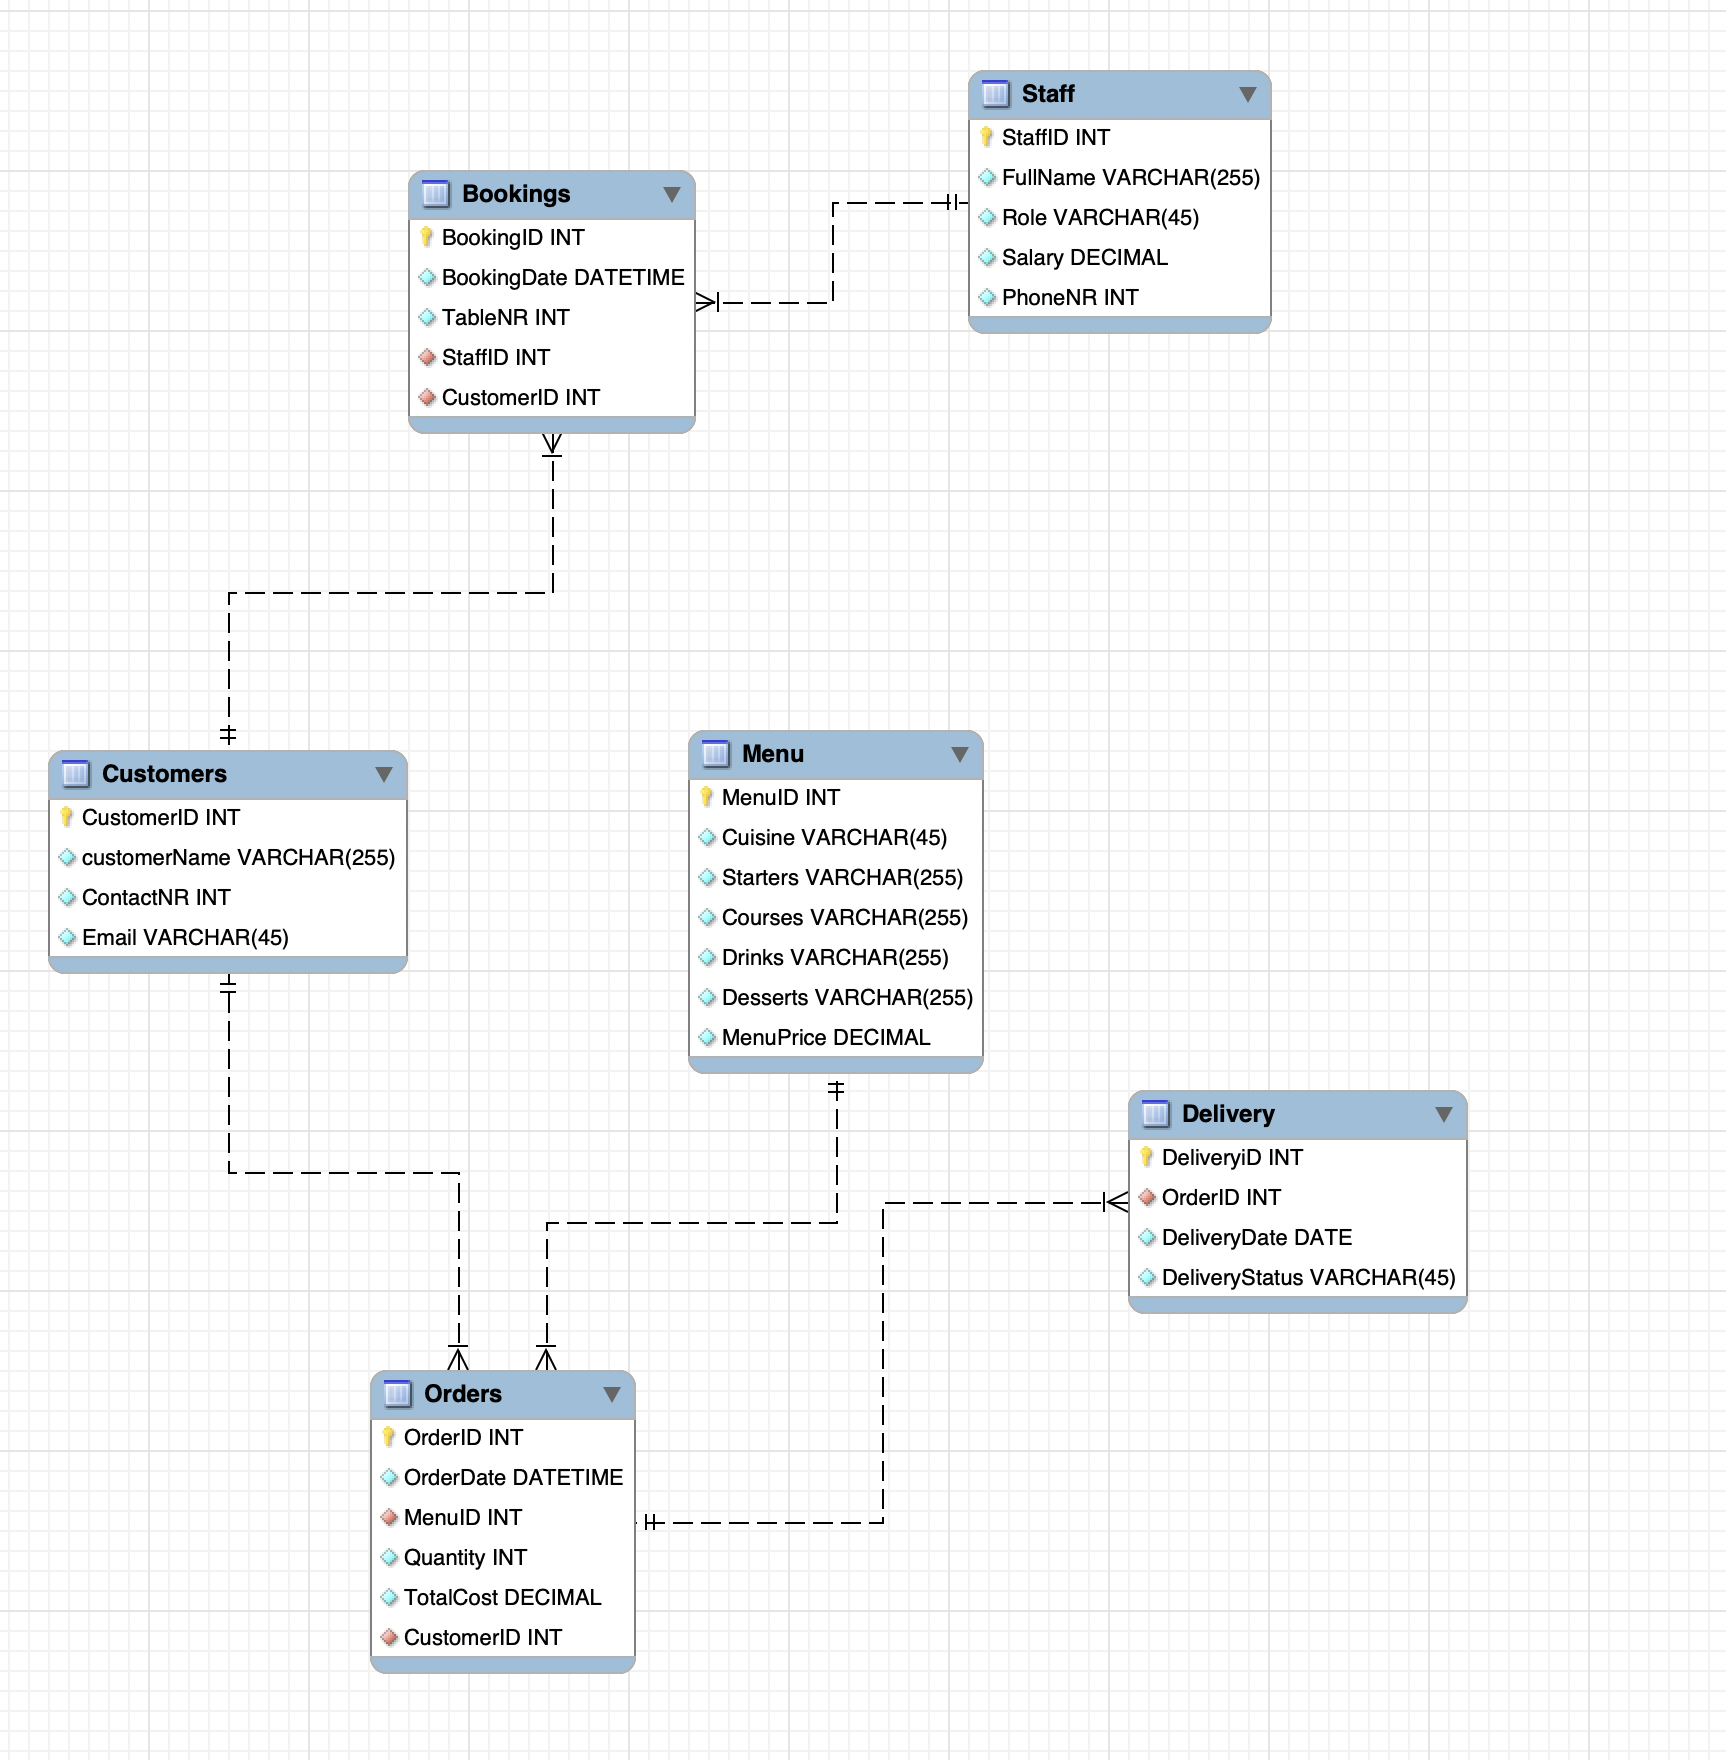 Staff
StaffID INT
FullName VARCHAR(255)
Role VARCHAR(45)
Salary DECIMAL
PhoneNR INT
Bookings
BookingID INT
BookingDate DATETIME
TableNR INT
StaffID INT
CustomerID INT
Customers
CustomerID INT
customerName VARCHAR(255)
ContactNR INT
Email VARCHAR(45)
Menu
MenuID INT
Cuisine VARCHAR(45)
Starters VARCHAR(255)
Courses VARCHAR(255)
Drinks VARCHAR(255)
Desserts VARCHAR(255)
MenuPrice DECIMAL
Delivery
DeliveryiD INT
OrderID INT
DeliveryDate DATE
DeliveryStatus VARCHAR(45)
Orders
OrderID INT
OrderDate DATETIME
MenuID INT
Quantity INT
TotalCost DECIMAL
CustomerID INT